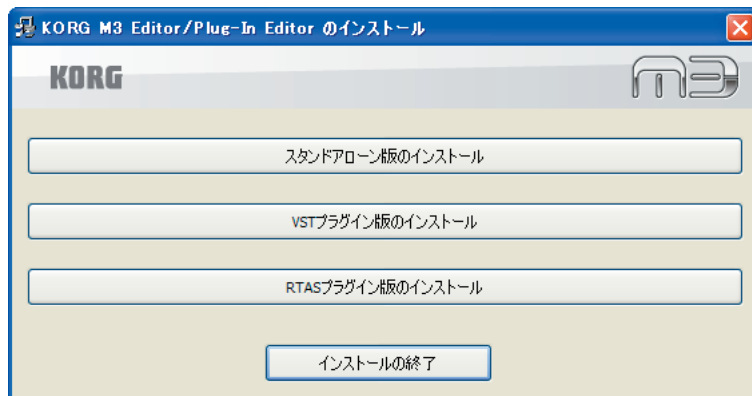 KORG M3 Editor/Plug-In Editor のインストール
KORG M3
スタンドアローン版のインストール
VSTプラグイン版のインストール
RTASプラグイン版のインストール
インストールの終了